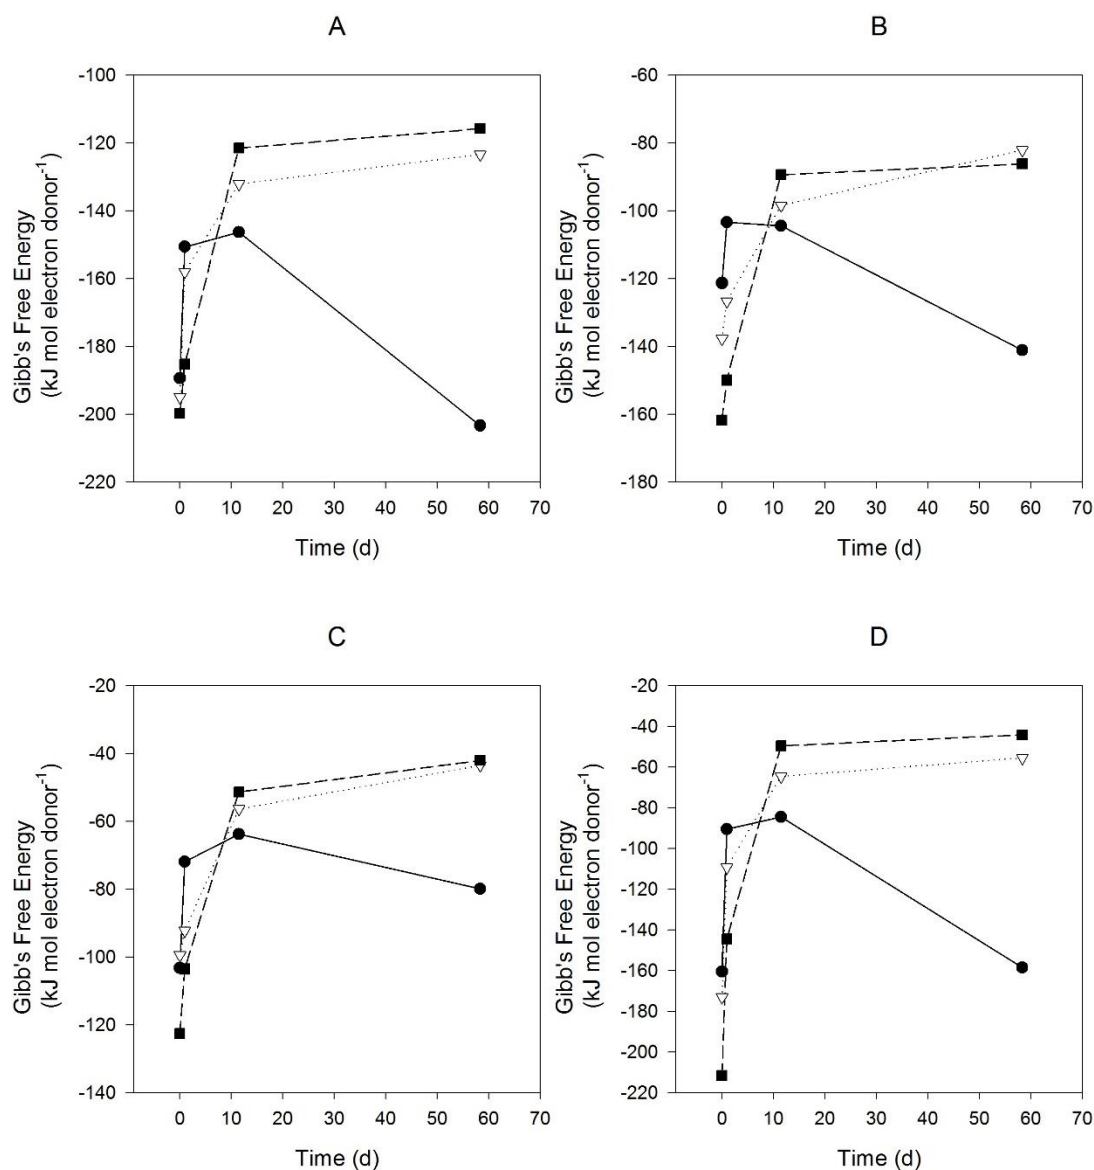 A
Gibb's Free Energy
(kJ mol electron donor⁻¹)
-100
-120
-140
-160
-180
-200
-220
0 10 20 30 40 50 60 70
Time (d)
B
Gibb's Free Energy
(kJ mol electron donor⁻¹)
-60
-80
-100
-120
-140
-160
-180
0 10 20 30 40 50 60 70
Time (d)
C
Gibb's Free Energy
(kJ mol electron donor⁻¹)
-20
-40
-60
-80
-100
-120
-140
0 10 20 30 40 50 60 70
Time (d)
D
Gibb's Free Energy
(kJ mol electron donor⁻¹)
-20
-40
-60
-80
-100
-120
-140
-160
-180
-200
-220
0 10 20 30 40 50 60 70
Time (d)